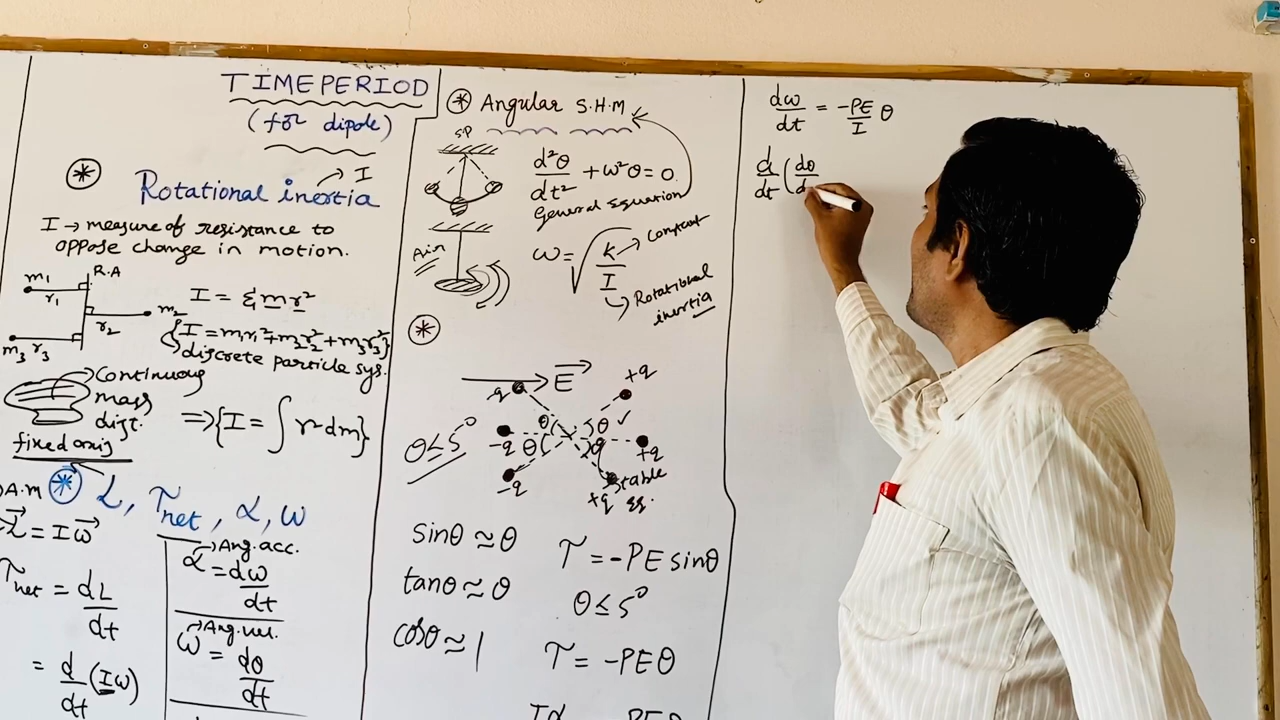 TIMEPERIOD
(for dipole)
Rotational inertia → I
I → measure of resistance to
oppose change in motion.
m1
R.A
r1
m2
r2
m3
r3
I = Σ m r²
{I = m1r1² + m2r2² + m3r3²}
discrete particle sys.
Continuous
mass
dist.
fixed axis
⇒ {I = ∫ r² dm}
L, τnet, α, ω
A.M
L = Iω
τnet = dL/dt
= d/dt (Iω)
Ang. acc.
α = dω/dt
Ang. vel.
ω = dθ/dt
Angular S.H.M
S.P
d²θ/dt² + ω²θ = 0
General Equation
Air
ω = √(k/I)
Constant
Rotational
inertia
E
-q
+q
θ
θ ✓
θ ≤ 5°
-q
θ
θ
+q
-q
+q
Stable
eq.
sinθ ≈ θ
tanθ ≈ θ
cosθ ≈ 1
τ = -PE sinθ
θ ≤ 5°
τ = -PEθ
dω/dt = -PE/I θ
d/dt (dθ/d